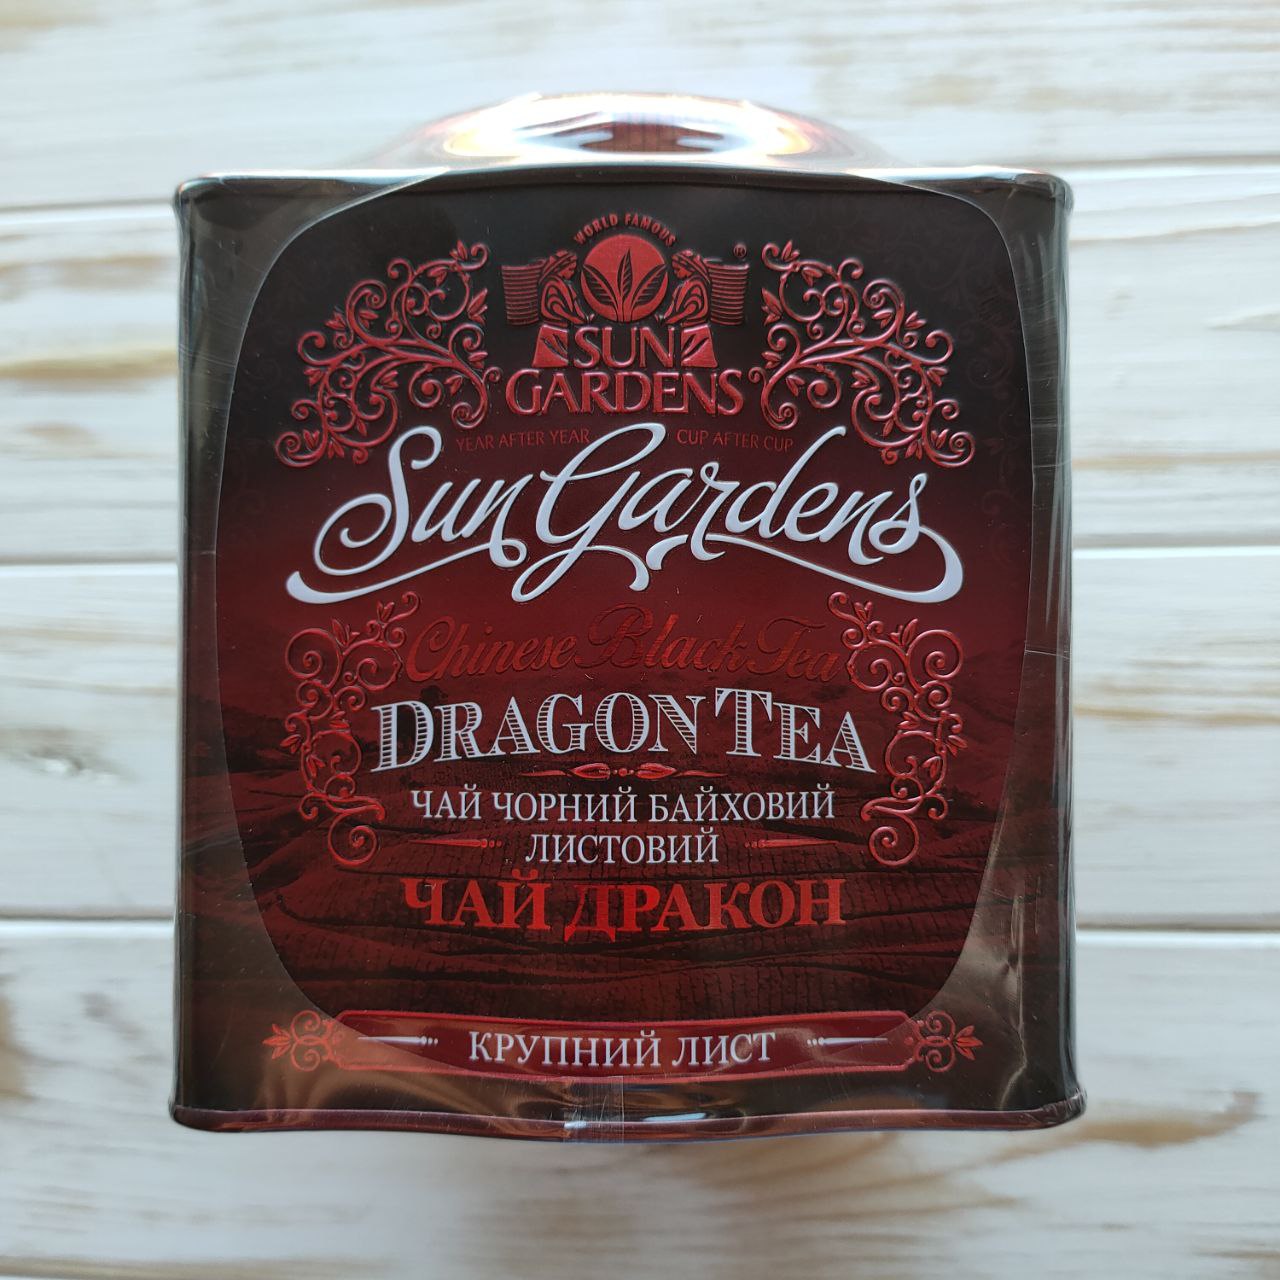 WORLD FAMOUS
®
SUN
GARDENS
YEAR AFTER YEAR CUP AFTER CUP
Sun Gardens
Chinese Black Tea
DRAGON TEA
ЧАЙ ЧОРНИЙ БАЙХОВИЙ
ЛИСТОВИЙ
ЧАЙ ДРАКОН
КРУПНИЙ ЛИСТ